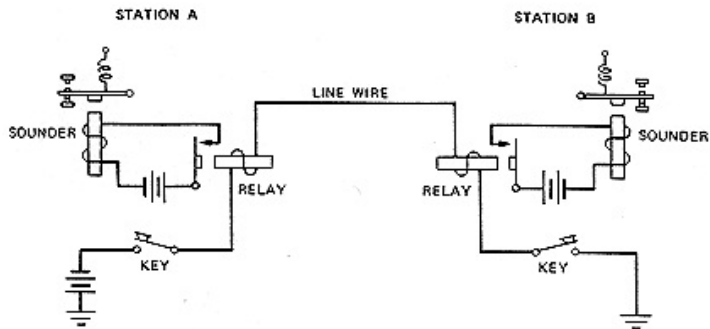 STATION A
STATION B
LINE WIRE
SOUNDER
SOUNDER
RELAY
RELAY
KEY
KEY